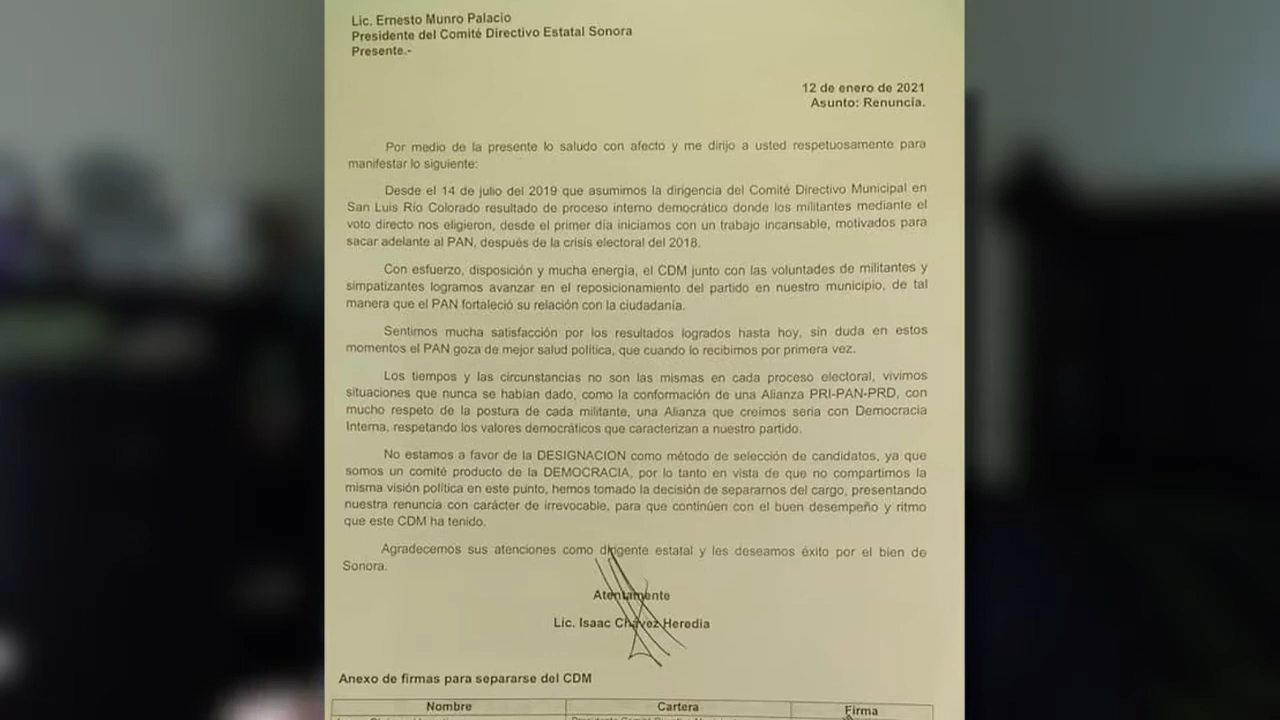 Lic. Ernesto Munro Palacio
Presidente del Comité Directivo Estatal Sonora
Presente.-
12 de enero de 2021
Asunto: Renuncia.
Por medio de la presente lo saludo con afecto y me dirijo a usted respetuosamente para
manifestar lo siguiente:
Desde el 14 de julio del 2019 que asumimos la dirigencia del Comité Directivo Municipal en
San Luis Río Colorado resultado de proceso interno democrático donde los militantes mediante el
voto directo nos eligieron, desde el primer día iniciamos con un trabajo incansable, motivados para
sacar adelante al PAN, después de la crisis electoral del 2018.
Con esfuerzo, disposición y mucha energía, el CDM junto con las voluntades de militantes y
simpatizantes logramos avanzar en el reposicionamiento del partido en nuestro municipio, de tal
manera que el PAN fortaleció su relación con la ciudadanía.
Sentimos mucha satisfacción por los resultados logrados hasta hoy, sin duda en estos
momentos el PAN goza de mejor salud política, que cuando lo recibimos por primera vez.
Los tiempos y las circunstancias no son las mismas en cada proceso electoral, vivimos
situaciones que nunca se habían dado, como la conformación de una Alianza PRI-PAN-PRD, con
mucho respeto de la postura de cada militante, una Alianza que creímos sería con Democracia
Interna, respetando los valores democráticos que caracterizan a nuestro partido.
No estamos a favor de la DESIGNACION como método de selección de candidatos, ya que
somos un comité producto de la DEMOCRACIA, por lo tanto en vista de que no compartimos la
misma visión política en este punto, hemos tomado la decisión de separarnos del cargo, presentando
nuestra renuncia con carácter de irrevocable, para que continúen con el buen desempeño y ritmo
que este CDM ha tenido.
Agradecemos sus atenciones como dirigente estatal y les deseamos éxito por el bien de
Sonora.
Atentamente
Lic. Isaac Chávez Heredia
Anexo de firmas para separarse del CDM
Nombre Cartera Firma